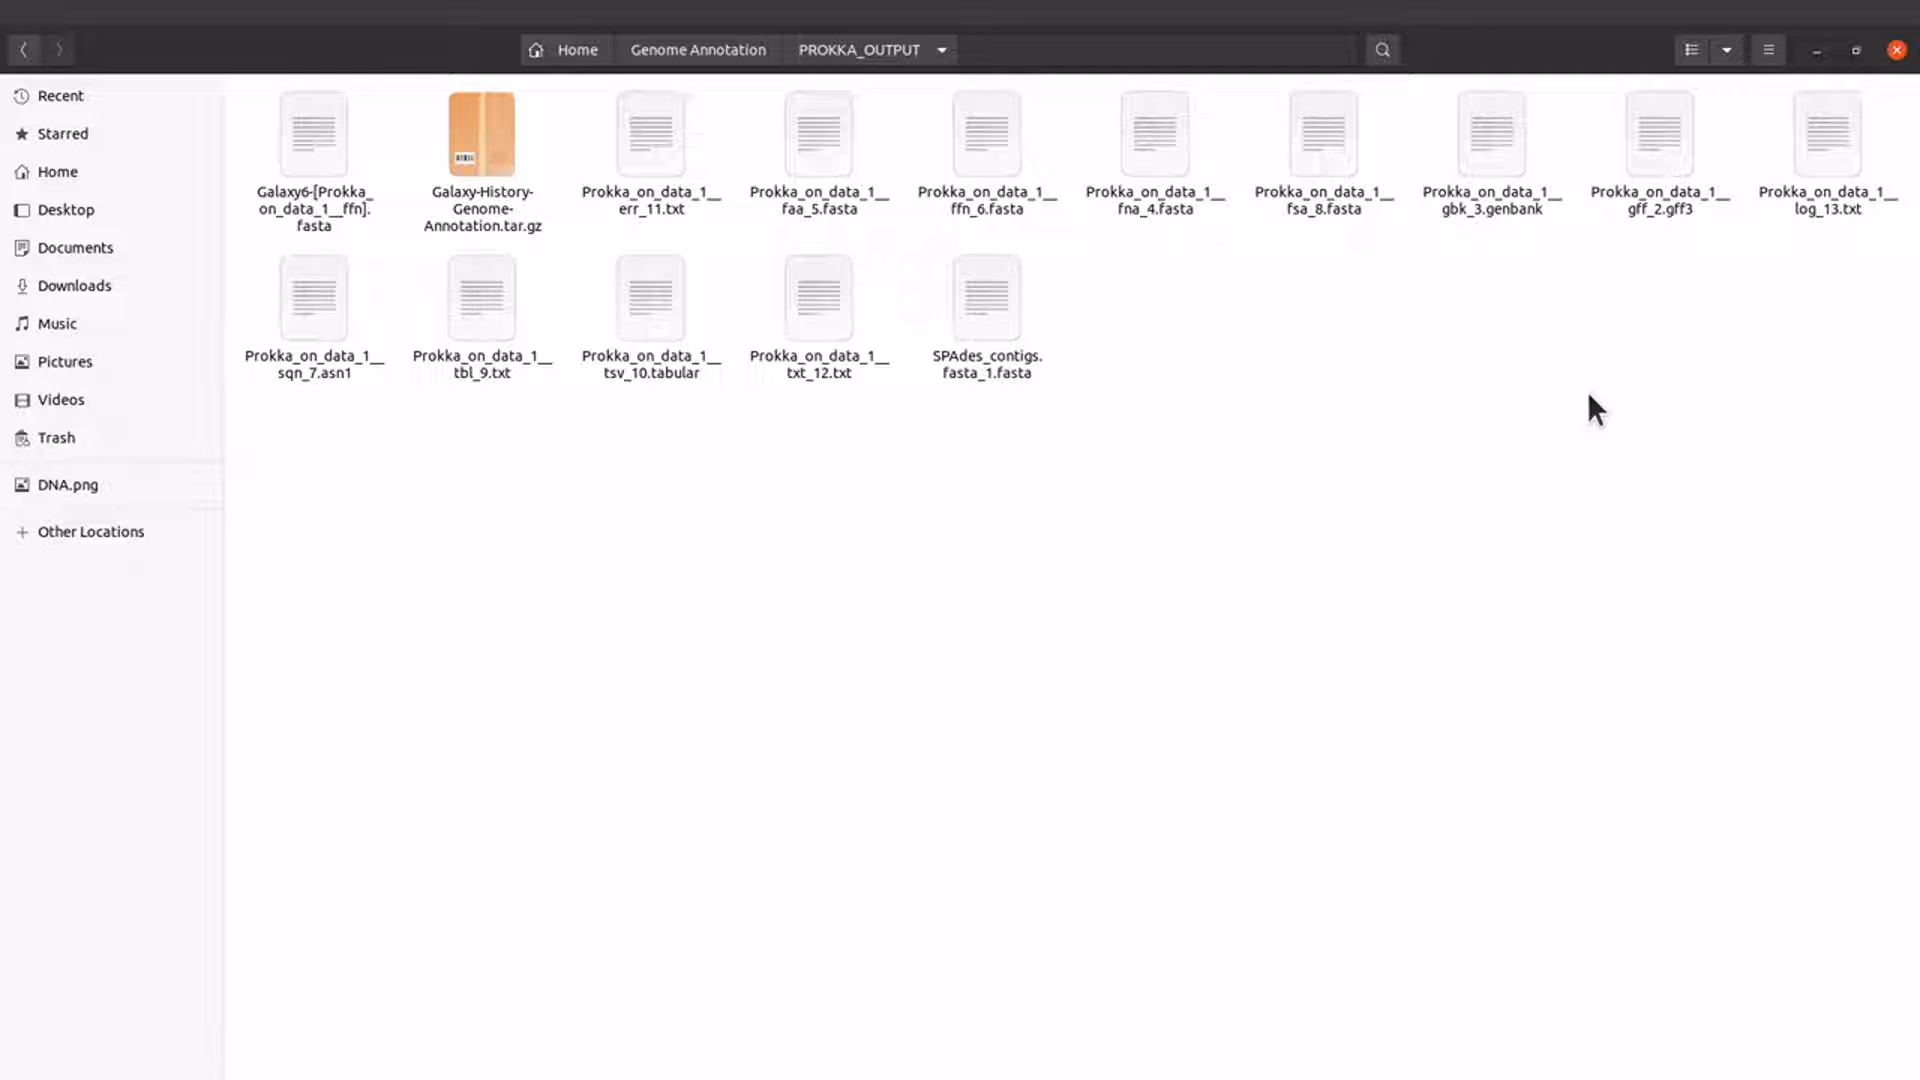 Home
Genome Annotation
PROKKA_OUTPUT
Recent
Starred
Home
Desktop
Documents
Downloads
Music
Pictures
Videos
Trash
DNA.png
Other Locations
Galaxy6-[Prokka_
on_data_1__ffn].
fasta
Galaxy-History-
Genome-
Annotation.tar.gz
Prokka_on_data_1__
err_11.txt
Prokka_on_data_1__
faa_5.fasta
Prokka_on_data_1__
ffn_6.fasta
Prokka_on_data_1__
fna_4.fasta
Prokka_on_data_1__
fsa_8.fasta
Prokka_on_data_1__
gbk_3.genbank
Prokka_on_data_1__
gff_2.gff3
Prokka_on_data_1__
log_13.txt
Prokka_on_data_1__
sqn_7.asn1
Prokka_on_data_1__
tbl_9.txt
Prokka_on_data_1__
tsv_10.tabular
Prokka_on_data_1__
txt_12.txt
SPAdes_contigs.
fasta_1.fasta